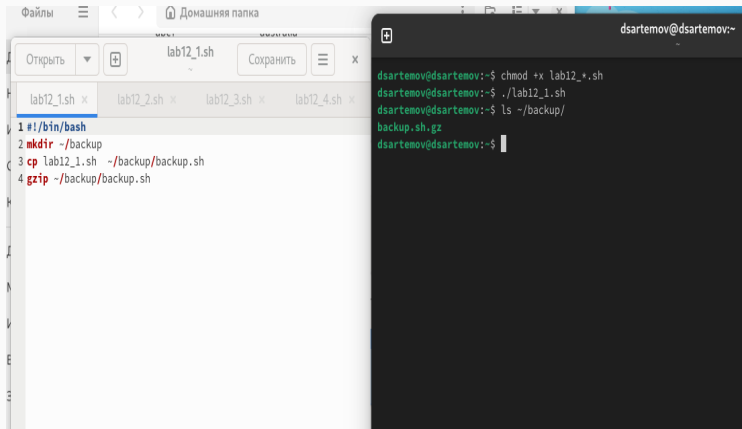 Файлы
Домашняя папка
Открыть
lab12_1.sh
~
Сохранить
lab12_1.sh
lab12_2.sh
lab12_3.sh
lab12_4.sh
1 #!/bin/bash
2 mkdir ~/backup
3 cp lab12_1.sh ~/backup/backup.sh
4 gzip ~/backup/backup.sh
dsartemov@dsartemov:~
~
dsartemov@dsartemov:~$ chmod +x lab12_*.sh
dsartemov@dsartemov:~$ ./lab12_1.sh
dsartemov@dsartemov:~$ ls ~/backup/
backup.sh.gz
dsartemov@dsartemov:~$